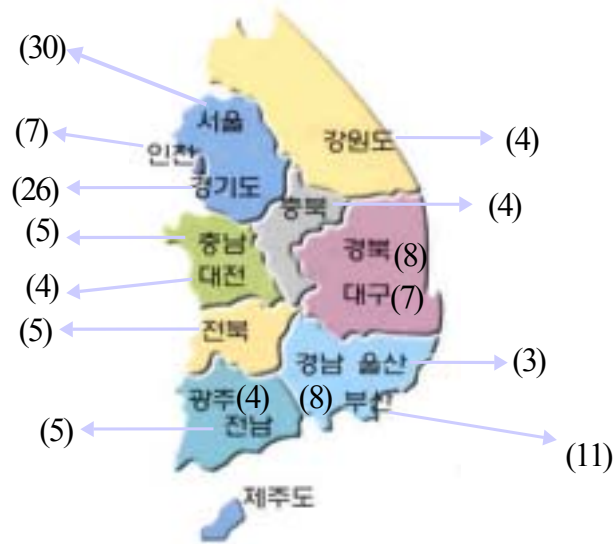 (30)
서울
(7)
인천
강원도
(4)
(26)
경기도
충북
(4)
(5)
충남
경북(8)
(4)
대전
대구(7)
(5)
전북
경남 울산
(3)
광주(4)
(8)
부산
(5)
전남
(11)
제주도